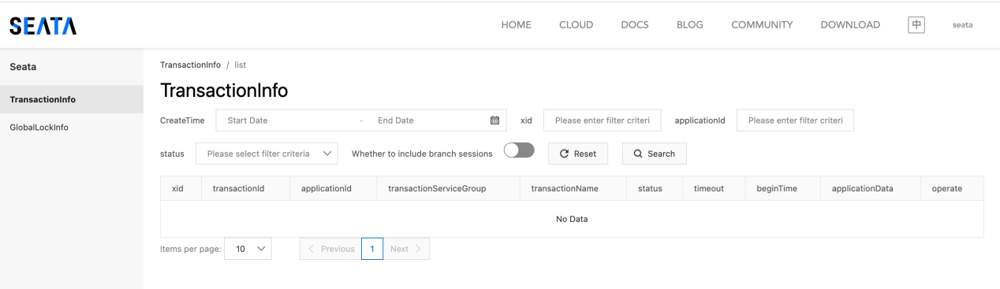 SEATA
HOME CLOUD DOCS BLOG COMMUNITY DOWNLOAD 中 seata
Seata
TransactionInfo
GlobalLockInfo
TransactionInfo / list
TransactionInfo
CreateTime Start Date - End Date xid Please enter filter criteri applicationId Please enter filter criteri
status Please select filter criteria Whether to include branch sessions Reset Search
xid transactionId applicationId transactionServiceGroup transactionName status timeout beginTime applicationData operate
No Data
Items per page: 10 Previous 1 Next